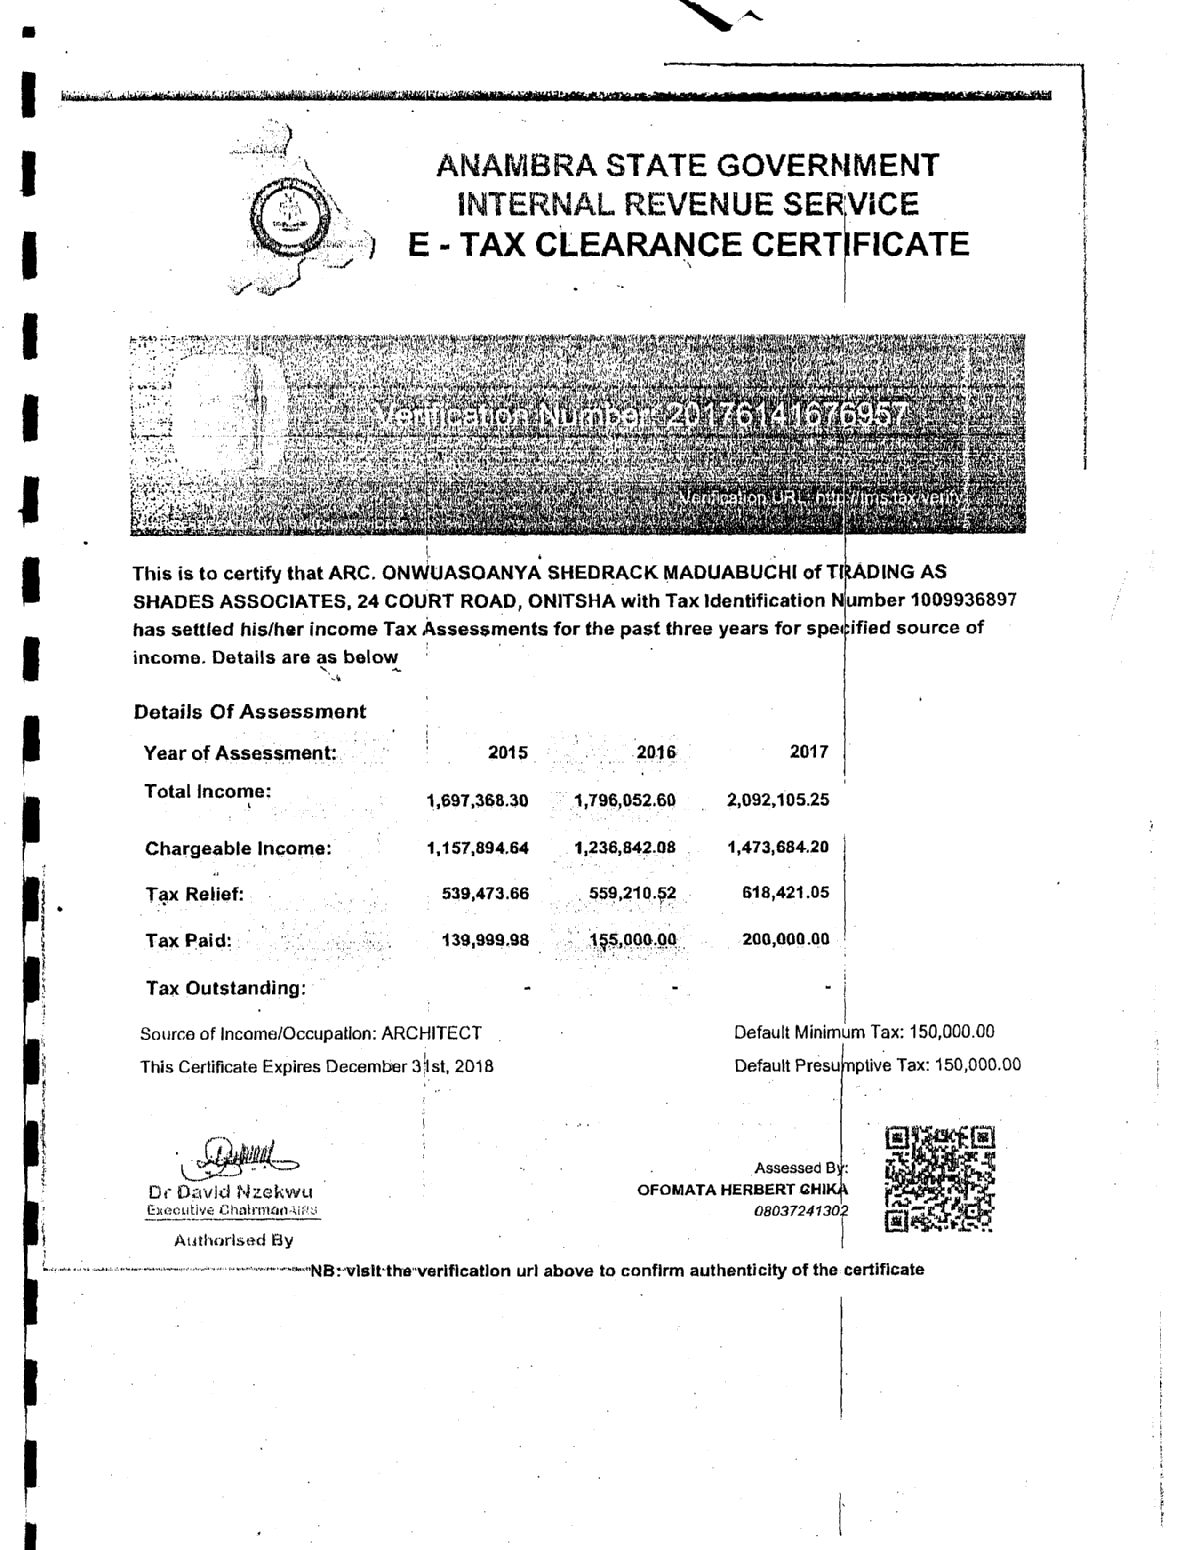 ANAMBRA STATE GOVERNMENT
INTERNAL REVENUE SERVICE
E - TAX CLEARANCE CERTIFICATE
Verification Number: 20176141676957
Verification URL: http://ims.tax.verify
This is to certify that ARC. ONWUASOANYA SHEDRACK MADUABUCHI of TRADING AS
SHADES ASSOCIATES, 24 COURT ROAD, ONITSHA with Tax Identification Number 1009936897
has settled his/her income Tax Assessments for the past three years for specified source of
income. Details are as below
Details Of Assessment
Year of Assessment: 2015 2016 2017
Total Income: 1,697,368.30 1,796,052.60 2,092,105.25
Chargeable Income: 1,157,894.64 1,236,842.08 1,473,684.20
Tax Relief: 539,473.66 559,210.52 618,421.05
Tax Paid: 139,999.98 155,000.00 200,000.00
Tax Outstanding: - - -
Source of Income/Occupation: ARCHITECT Default Minimum Tax: 150,000.00
This Certificate Expires December 31st, 2018 Default Presumptive Tax: 150,000.00
Assessed By:
Dr David Nzekwu OFOMATA HERBERT CHIKA
Executive Chairman AIRS 08037241302
Authorised By
NB: visit the verification url above to confirm authenticity of the certificate